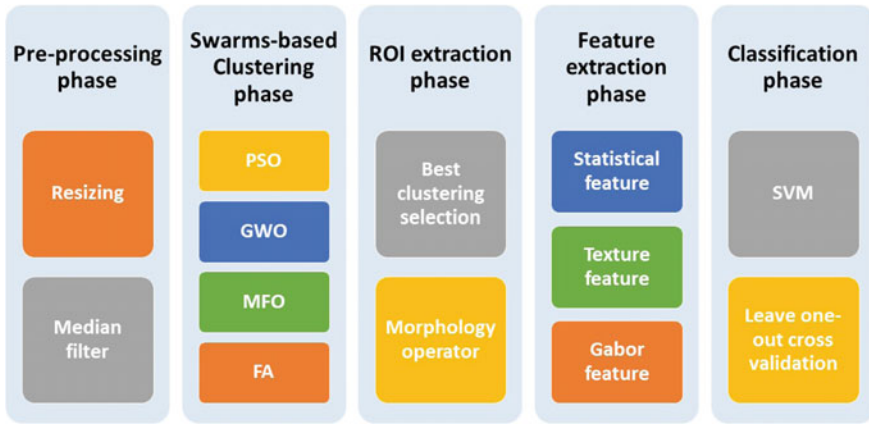 Pre-processing
phase
Resizing
Median
filter
Swarms-based
Clustering
phase
PSO
GWO
MFO
FA
ROI extraction
phase
Best
clustering
selection
Morphology
operator
Feature
extraction
phase
Statistical
feature
Texture
feature
Gabor
feature
Classification
phase
SVM
Leave one-
out cross
validation